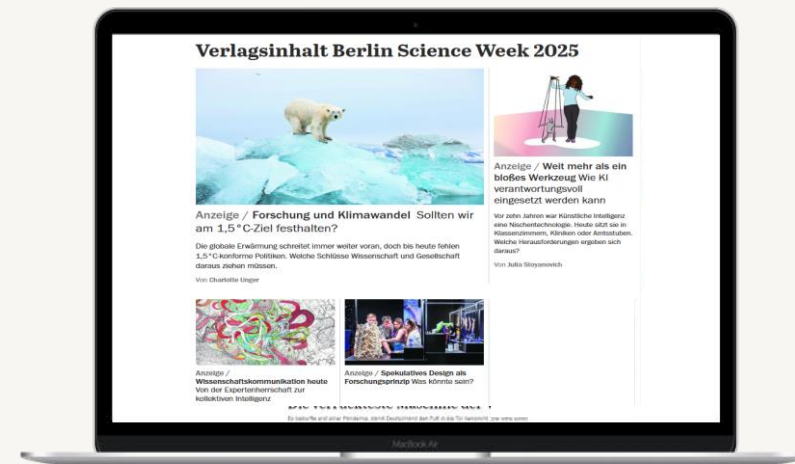 Verlagsinhalt Berlin Science Week 2025
Anzeige / Forschung und Klimawandel Sollten wir
am 1,5°C-Ziel festhalten?
Die globale Erwärmung schreitet immer weiter voran, doch bis heute fehlen
1,5°C-konforme Politiken. Welche Schlüsse Wissenschaft und Gesellschaft
daraus ziehen müssen.
Von Charlotte Unger
Anzeige / Weit mehr als ein
bloßes Werkzeug Wie KI
verantwortungsvoll
eingesetzt werden kann
Vor zehn Jahren war Künstliche Intelligenz
eine Nischentechnologie. Heute sitzt sie in
Klassenzimmern, Kliniken oder Amtsstuben.
Welche Herausforderungen ergeben sich
daraus?
Von Julia Stoyanovich
Anzeige /
Wissenschaftskommunikation heute
Von der Expertenherrschaft zur
kollektiven Intelligenz
Anzeige / Spekulatives Design als
Forschungsprinzip Was könnte sein?
Die verrückteste Maschine der
MacBook Air